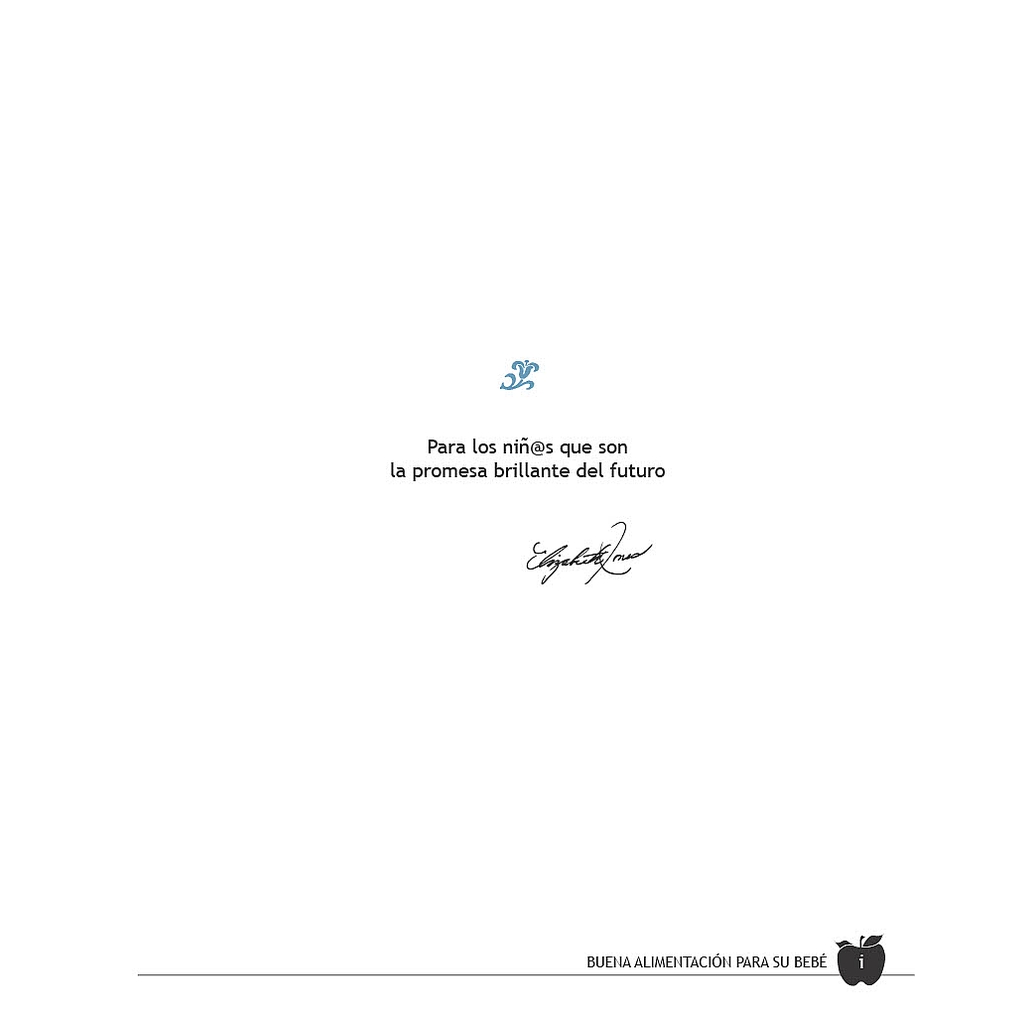 Para los niñ@s que son
la promesa brillante del futuro
Elizabeth Jones
BUENA ALIMENTACIÓN PARA SU BEBÉ i